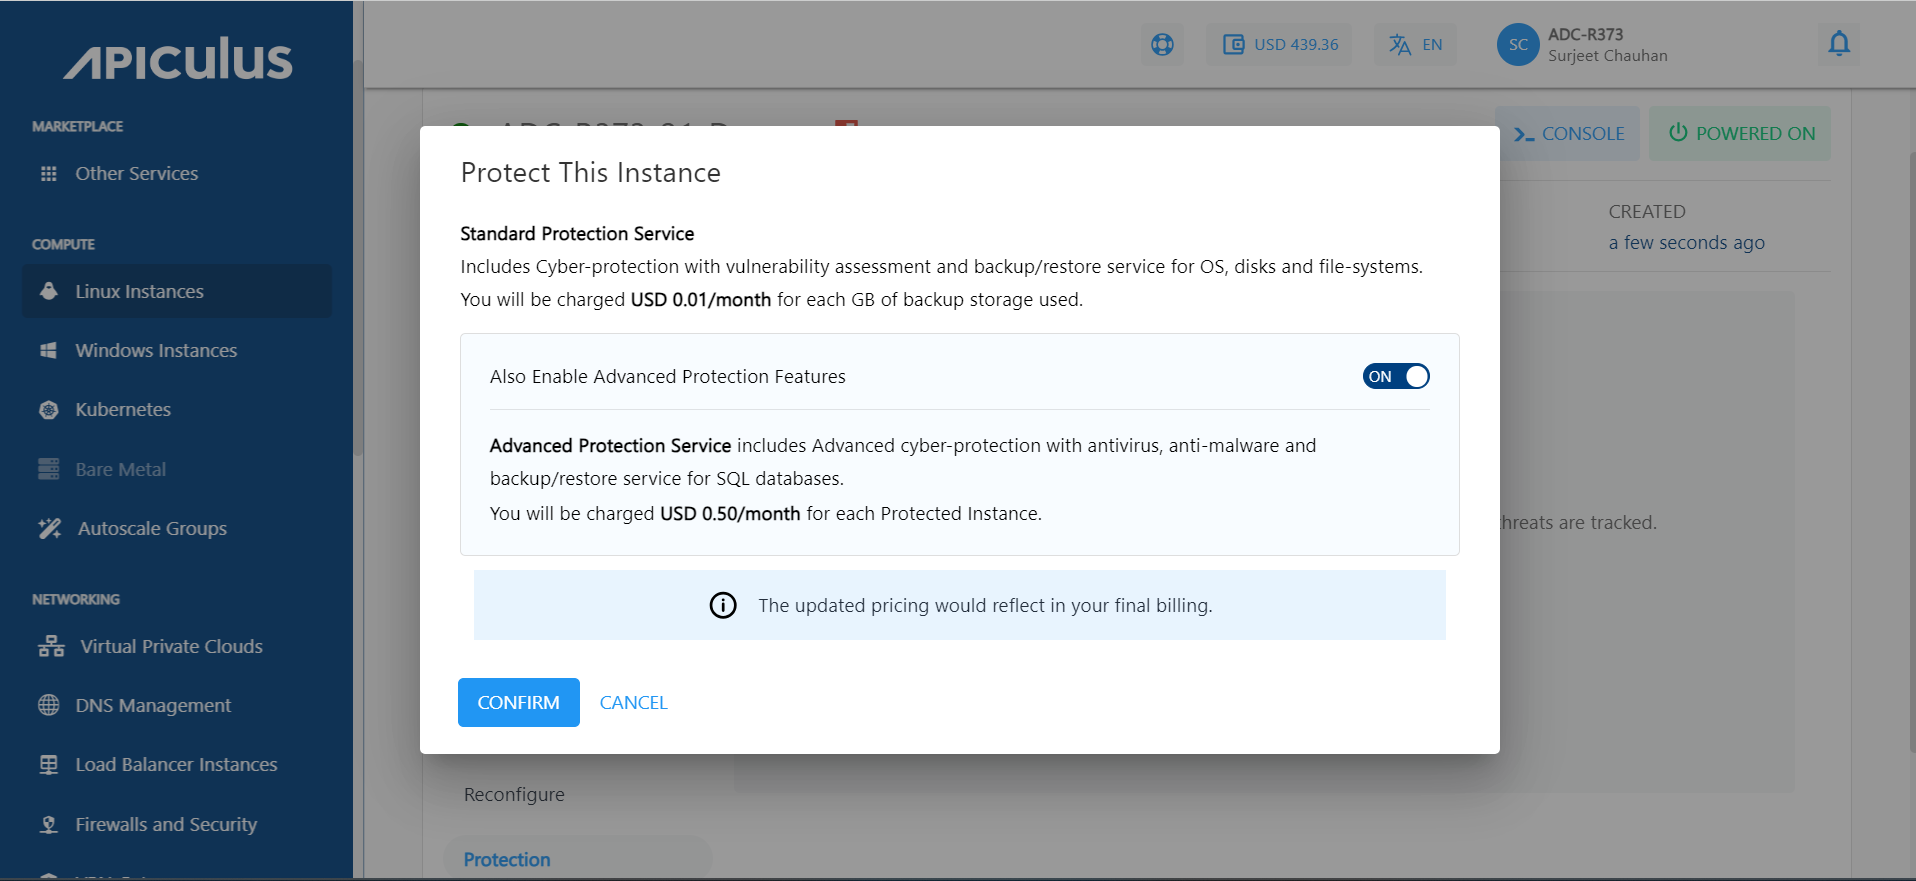 APICULUS
MARKETPLACE
Other Services
COMPUTE
Linux Instances
Windows Instances
Kubernetes
Bare Metal
Autoscale Groups
NETWORKING
Virtual Private Clouds
DNS Management
Load Balancer Instances
Firewalls and Security
USD 439.36
EN
SC
ADC-R373
Surjeet Chauhan
CONSOLE
POWERED ON
CREATED
a few seconds ago
threats are tracked.
Protect This Instance
Standard Protection Service
Includes Cyber-protection with vulnerability assessment and backup/restore service for OS, disks and file-systems.
You will be charged USD 0.01/month for each GB of backup storage used.
Also Enable Advanced Protection Features
ON
Advanced Protection Service includes Advanced cyber-protection with antivirus, anti-malware and
backup/restore service for SQL databases.
You will be charged USD 0.50/month for each Protected Instance.
The updated pricing would reflect in your final billing.
CONFIRM
CANCEL
Reconfigure
Protection